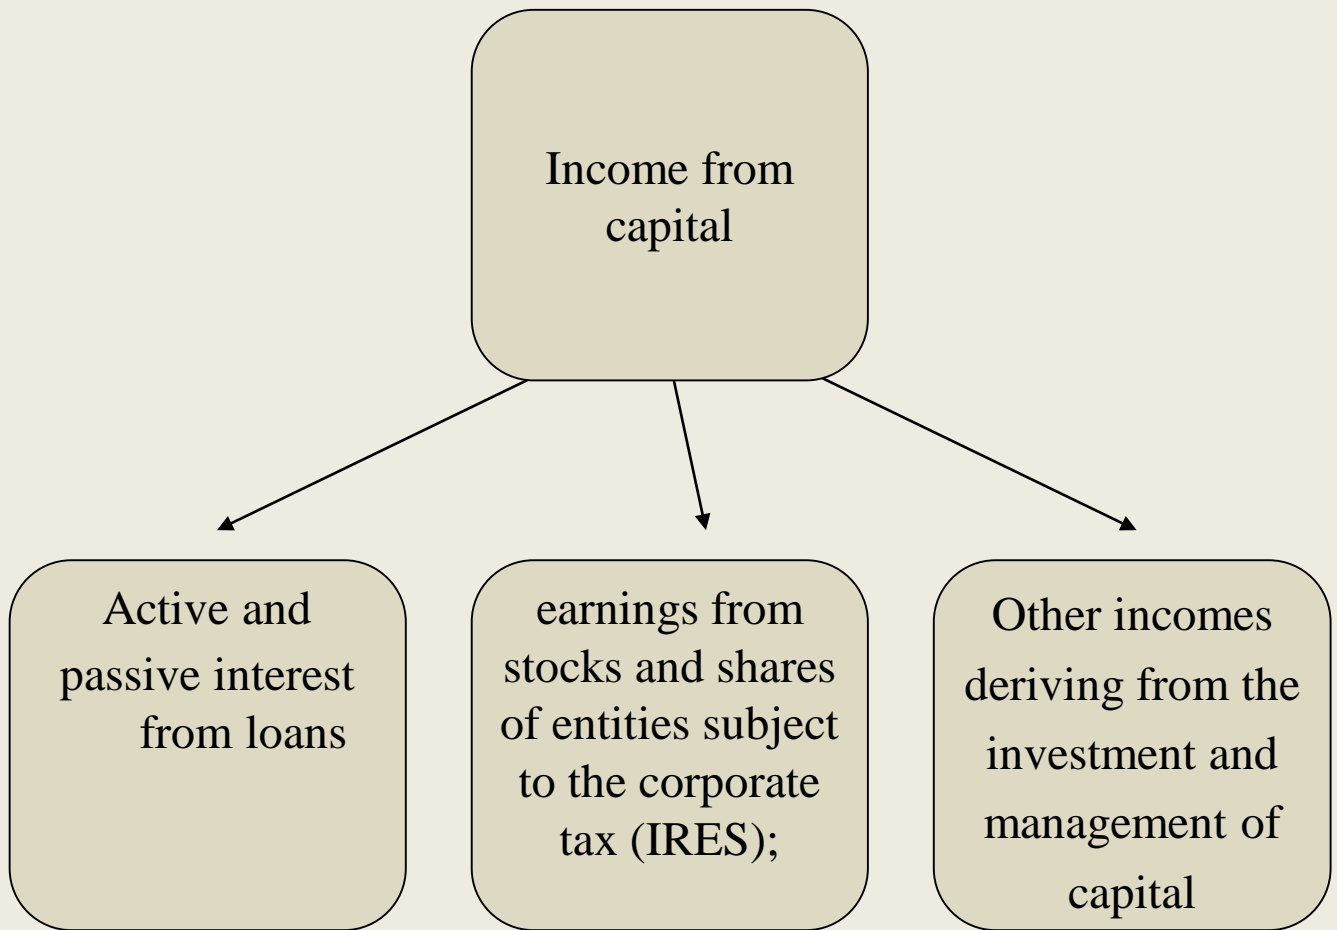 Income from
capital
Active and
passive interest
from loans
earnings from
stocks and shares
of entities subject
to the corporate
tax (IRES);
Other incomes
deriving from the
investment and
management of
capital